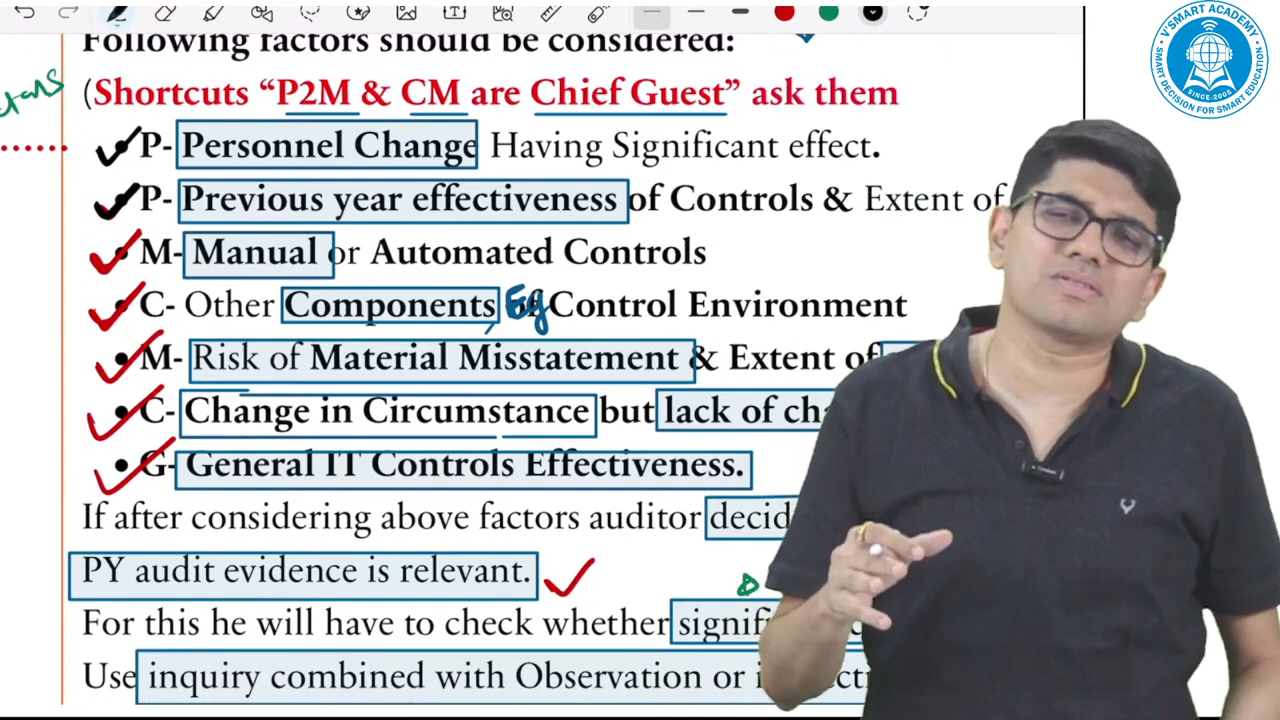 Following factors should be considered:
(Shortcuts “P2M & CM are Chief Guest” ask them
P- Personnel Change Having Significant effect.
P- Previous year effectiveness of Controls & Extent of
M- Manual or Automated Controls
C- Other Components of Control Environment
Eg
M- Risk of Material Misstatement & Extent of
C- Change in Circumstance but lack of
G- General IT Controls Effectiveness.
If after considering above factors auditor
PY audit evidence is relevant.
For this he will have to check whether
Use inquiry combined with Observation or
V'SMART ACADEMY
SINCE-2005
SMART DECISION FOR SMART EDUCATION